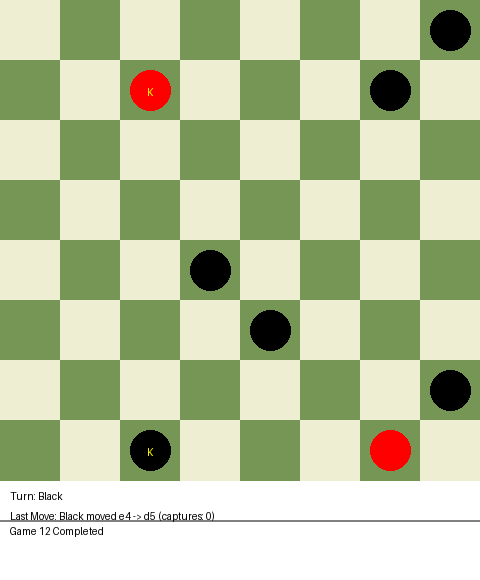 K
K
Turn: Black
Last Move: Black moved e4 -> d5 (captures: 0)
Game 12 Completed